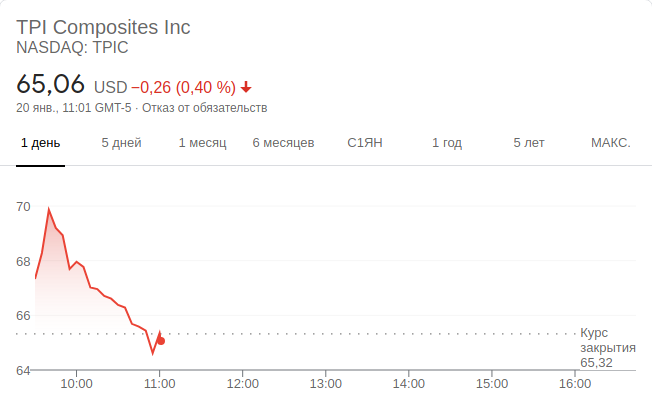 TPI Composites Inc
NASDAQ: TPIC
65,06 USD −0,26 (0,40 %)
20 янв., 11:01 GMT-5 · Отказ от обязательств
1 день 5 дней 1 месяц 6 месяцев С1ЯН 1 год 5 лет МАКС.
70
68
66
64
Курс
закрытия
65,32
10:00 11:00 12:00 13:00 14:00 15:00 16:00